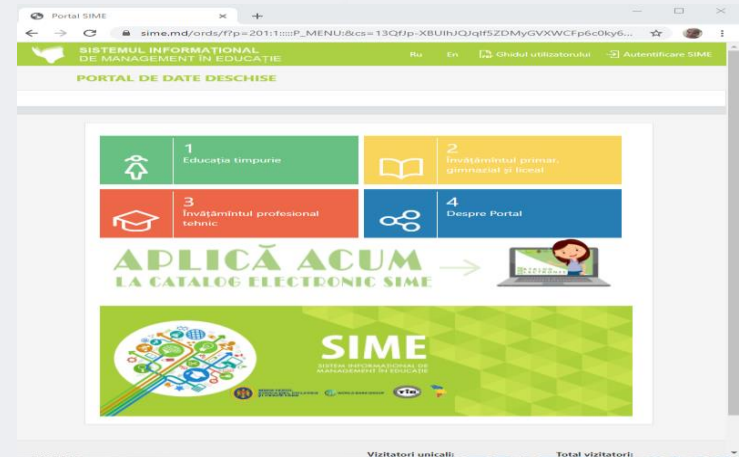 Portal SIME
sime.md/ords/f?p=201:1:::::P_MENU:&cs=13QfJp-XBUIhJQJqIf5ZDMyGVXWCFp6c0ky6...
SISTEMUL INFORMAȚIONAL
DE MANAGEMENT ÎN EDUCAȚIE
Ru En Ghidul utilizatorului Autentificare SIME
PORTAL DE DATE DESCHISE
1
Educația timpurie
2
Învățămîntul primar,
gimnazial și liceal
3
Învățămîntul profesional
tehnic
4
Despre Portal
APLICĂ ACUM
LA CATALOG ELECTRONIC SIME
SIME
SISTEM INFORMAȚIONAL DE
MANAGEMENT ÎN EDUCAȚIE
Vizitatori unicali: Total vizitatori: